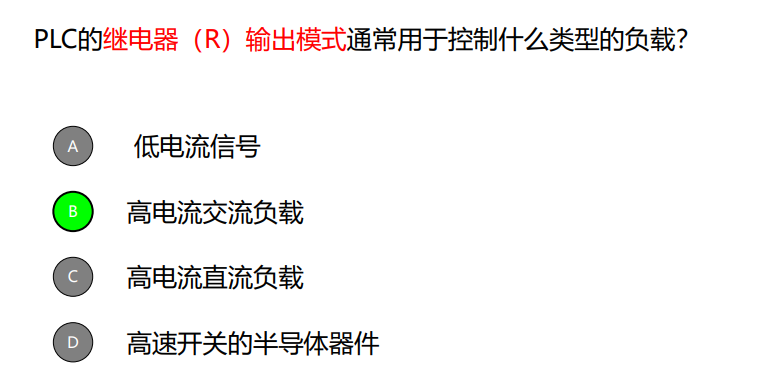 PLC的继电器（R）输出模式通常用于控制什么类型的负载?
A 低电流信号
B 高电流交流负载
C 高电流直流负载
D 高速开关的半导体器件